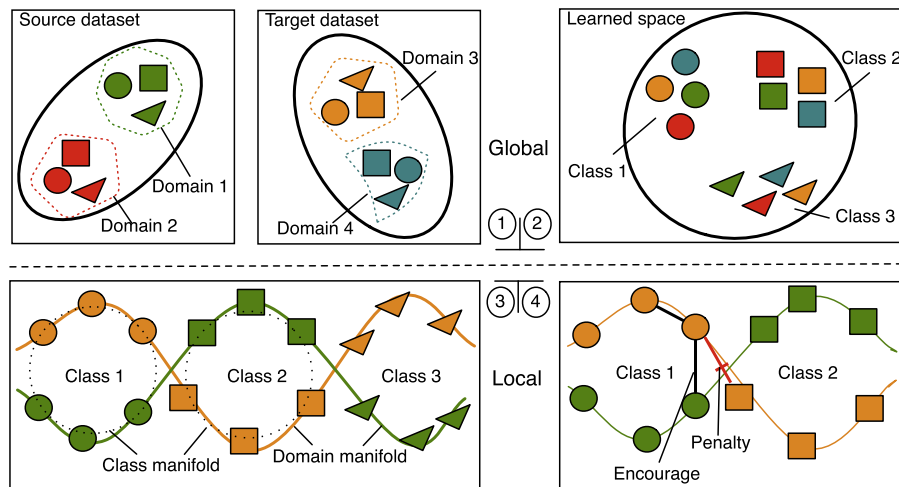 Source dataset
Domain 1
Domain 2
Target dataset
Domain 3
Domain 4
Global
1 2
Learned space
Class 2
Class 1
Class 3
3 4
Local
Class 1
Class 2
Class 3
Class manifold
Domain manifold
Class 1
Class 2
Penalty
Encourage